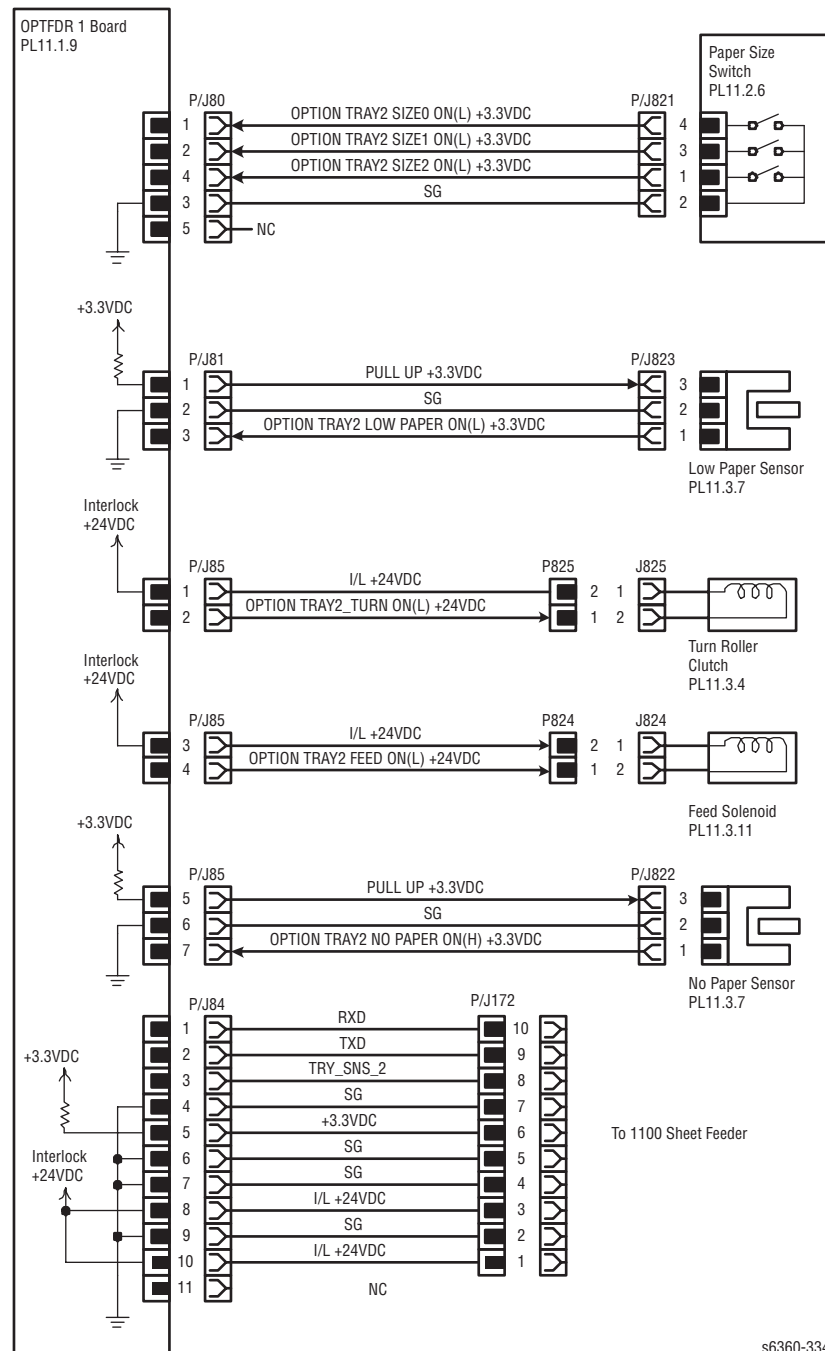 OPTFDR 1 Board
PL11.1.9
Paper Size
Switch
PL11.2.6
P/J80
P/J821
1
OPTION TRAY2 SIZE0 ON(L) +3.3VDC
4
2
OPTION TRAY2 SIZE1 ON(L) +3.3VDC
3
4
OPTION TRAY2 SIZE2 ON(L) +3.3VDC
1
3
SG
2
5
NC
+3.3VDC
P/J81
P/J823
1
PULL UP +3.3VDC
3
2
SG
2
3
OPTION TRAY2 LOW PAPER ON(L) +3.3VDC
1
Low Paper Sensor
PL11.3.7
Interlock
+24VDC
P/J85
P825
J825
1
I/L +24VDC
2 1
2
OPTION TRAY2_TURN ON(L) +24VDC
1 2
Turn Roller
Clutch
PL11.3.4
Interlock
+24VDC
P/J85
P824
J824
3
I/L +24VDC
2 1
4
OPTION TRAY2 FEED ON(L) +24VDC
1 2
Feed Solenoid
PL11.3.11
+3.3VDC
P/J85
P/J822
5
PULL UP +3.3VDC
3
6
SG
2
7
OPTION TRAY2 NO PAPER ON(H) +3.3VDC
1
No Paper Sensor
PL11.3.7
P/J84
P/J172
1
RXD
10
2
TXD
9
3
TRY_SNS_2
8
4
SG
7
+3.3VDC
5
+3.3VDC
6
To 1100 Sheet Feeder
Interlock
+24VDC
6
SG
5
7
SG
4
8
I/L +24VDC
3
9
SG
2
10
I/L +24VDC
1
11
NC
s6360-334